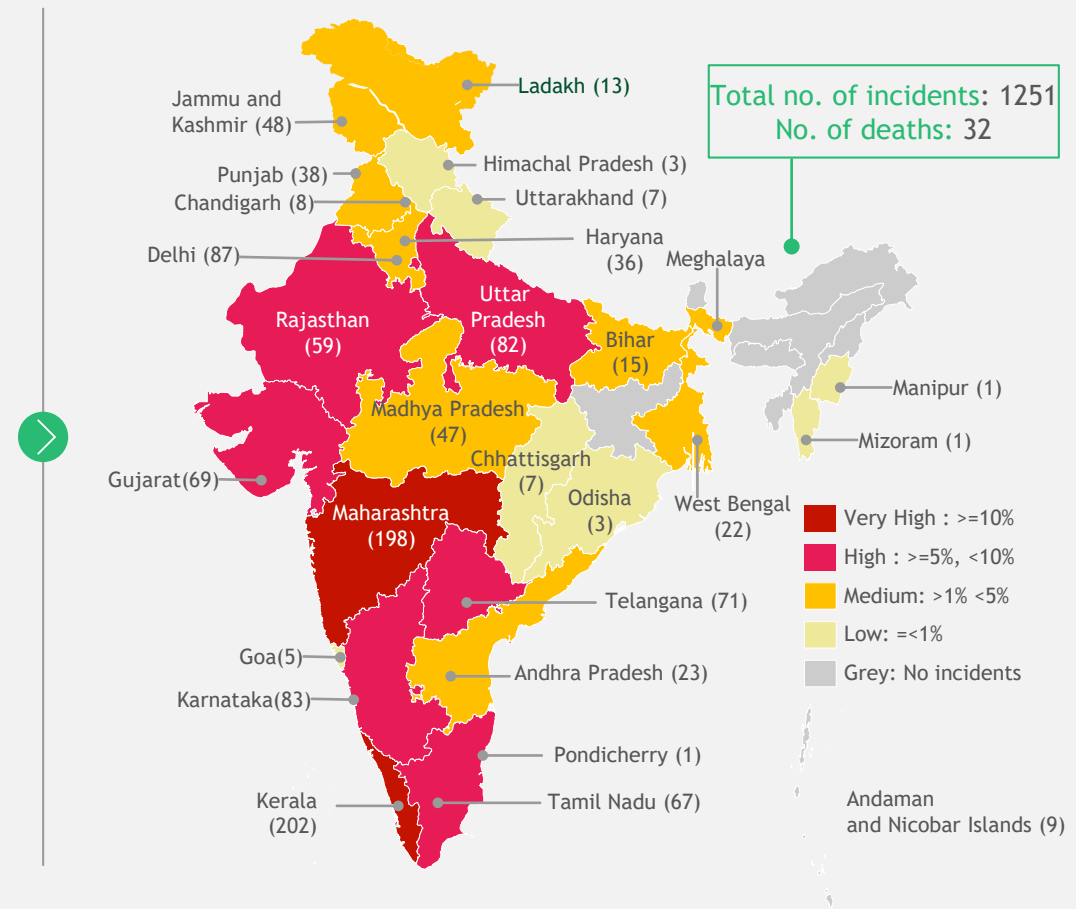 Ladakh (13)
Total no. of incidents: 1251
No. of deaths: 32
Jammu and
Kashmir (48)
Himachal Pradesh (3)
Punjab (38)
Uttarakhand (7)
Chandigarh (8)
Haryana
(36)
Delhi (87)
Meghalaya
Uttar
Pradesh
(82)
Rajasthan
(59)
Bihar
(15)
Manipur (1)
Madhya Pradesh
(47)
Mizoram (1)
Chhattisgarh
(7)
Gujarat(69)
Odisha
(3)
West Bengal
(22)
Maharashtra
(198)
Very High : >=10%
High : >=5%, <10%
Medium: >1% <5%
Low: =<1%
Grey: No incidents
Telangana (71)
Goa(5)
Andhra Pradesh (23)
Karnataka(83)
Pondicherry (1)
Kerala
(202)
Tamil Nadu (67)
Andaman
and Nicobar Islands (9)